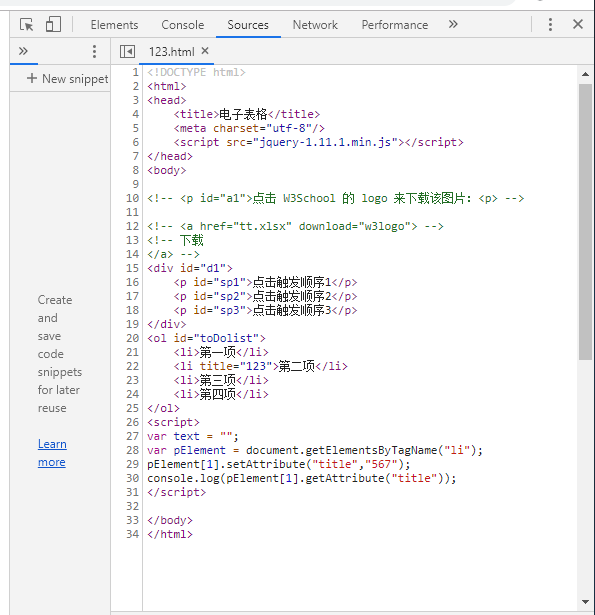 Elements Console Sources Network Performance »
» 123.html ×
+ New snippet
1 <!DOCTYPE html>
2 <html>
3 <head>
4 <title>电子表格</title>
5 <meta charset="utf-8"/>
6 <script src="jquery-1.11.1.min.js"></script>
7 </head>
8 <body>
9
10 <!-- <p id="a1">点击 W3School 的 logo 来下载该图片：<p> -->
11
12 <!-- <a href="tt.xlsx" download="w3logo"> -->
13 <!-- 下载
14 </a> -->
15 <div id="d1">
16 <p id="sp1">点击触发顺序1</p>
17 <p id="sp2">点击触发顺序2</p>
18 <p id="sp3">点击触发顺序3</p>
19 </div>
20 <ol id="toDolist">
21 <li>第一项</li>
22 <li title="123">第二项</li>
23 <li>第三项</li>
24 <li>第四项</li>
25 </ol>
26 <script>
27 var text = "";
28 var pElement = document.getElementsByTagName("li");
29 pElement[1].setAttribute("title","567");
30 console.log(pElement[1].getAttribute("title"));
31 </script>
32
33 </body>
34 </html>
Create
and
save
code
snippets
for later
reuse
Learn
more